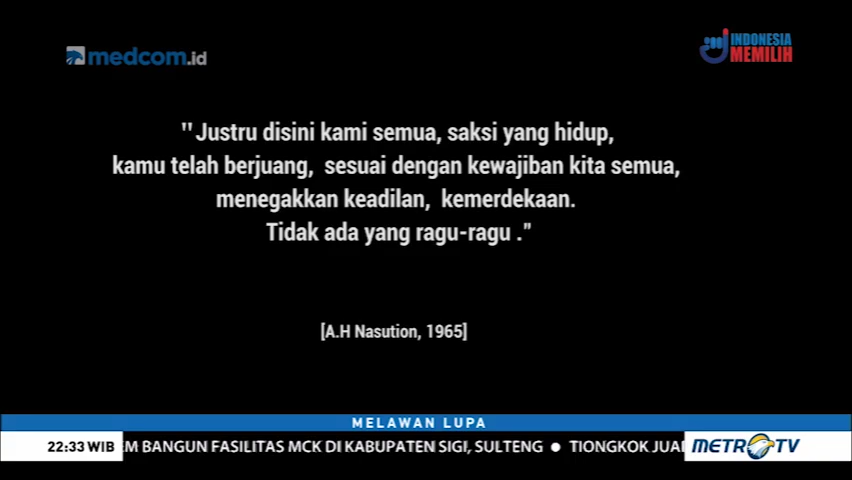 medcom.id
INDONESIA
MEMILIH
"Justru disini kami semua, saksi yang hidup,
kamu telah berjuang, sesuai dengan kewajiban kita semua,
menegakkan keadilan, kemerdekaan.
Tidak ada yang ragu-ragu ."
[A.H Nasution, 1965]
MELAWAN LUPA
22:33 WIB
BANGUN FASILITAS MCK DI KABUPATEN SIGI, SULTENG ● TIONGKOK
METRO TV